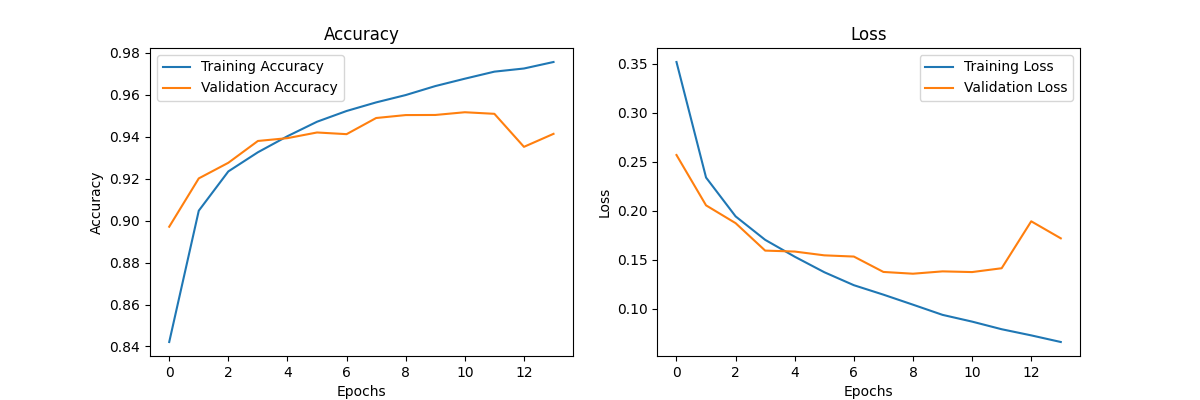 Accuracy
0.98
0.96
0.94
0.92
0.90
0.88
0.86
0.84
Accuracy
Training Accuracy
Validation Accuracy
0 2 4 6 8 10 12
Epochs
Loss
0.35
0.30
0.25
0.20
0.15
0.10
Loss
Training Loss
Validation Loss
0 2 4 6 8 10 12
Epochs